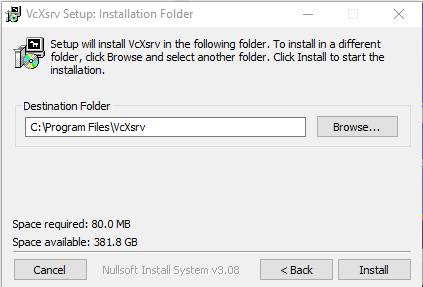 VcXsrv Setup: Installation Folder
Setup will install VcXsrv in the following folder. To install in a different
folder, click Browse and select another folder. Click Install to start the
installation.
Destination Folder
C:\Program Files\VcXsrv
Browse...
Space required: 80.0 MB
Space available: 381.8 GB
Cancel
Nullsoft Install System v3.08
< Back
Install